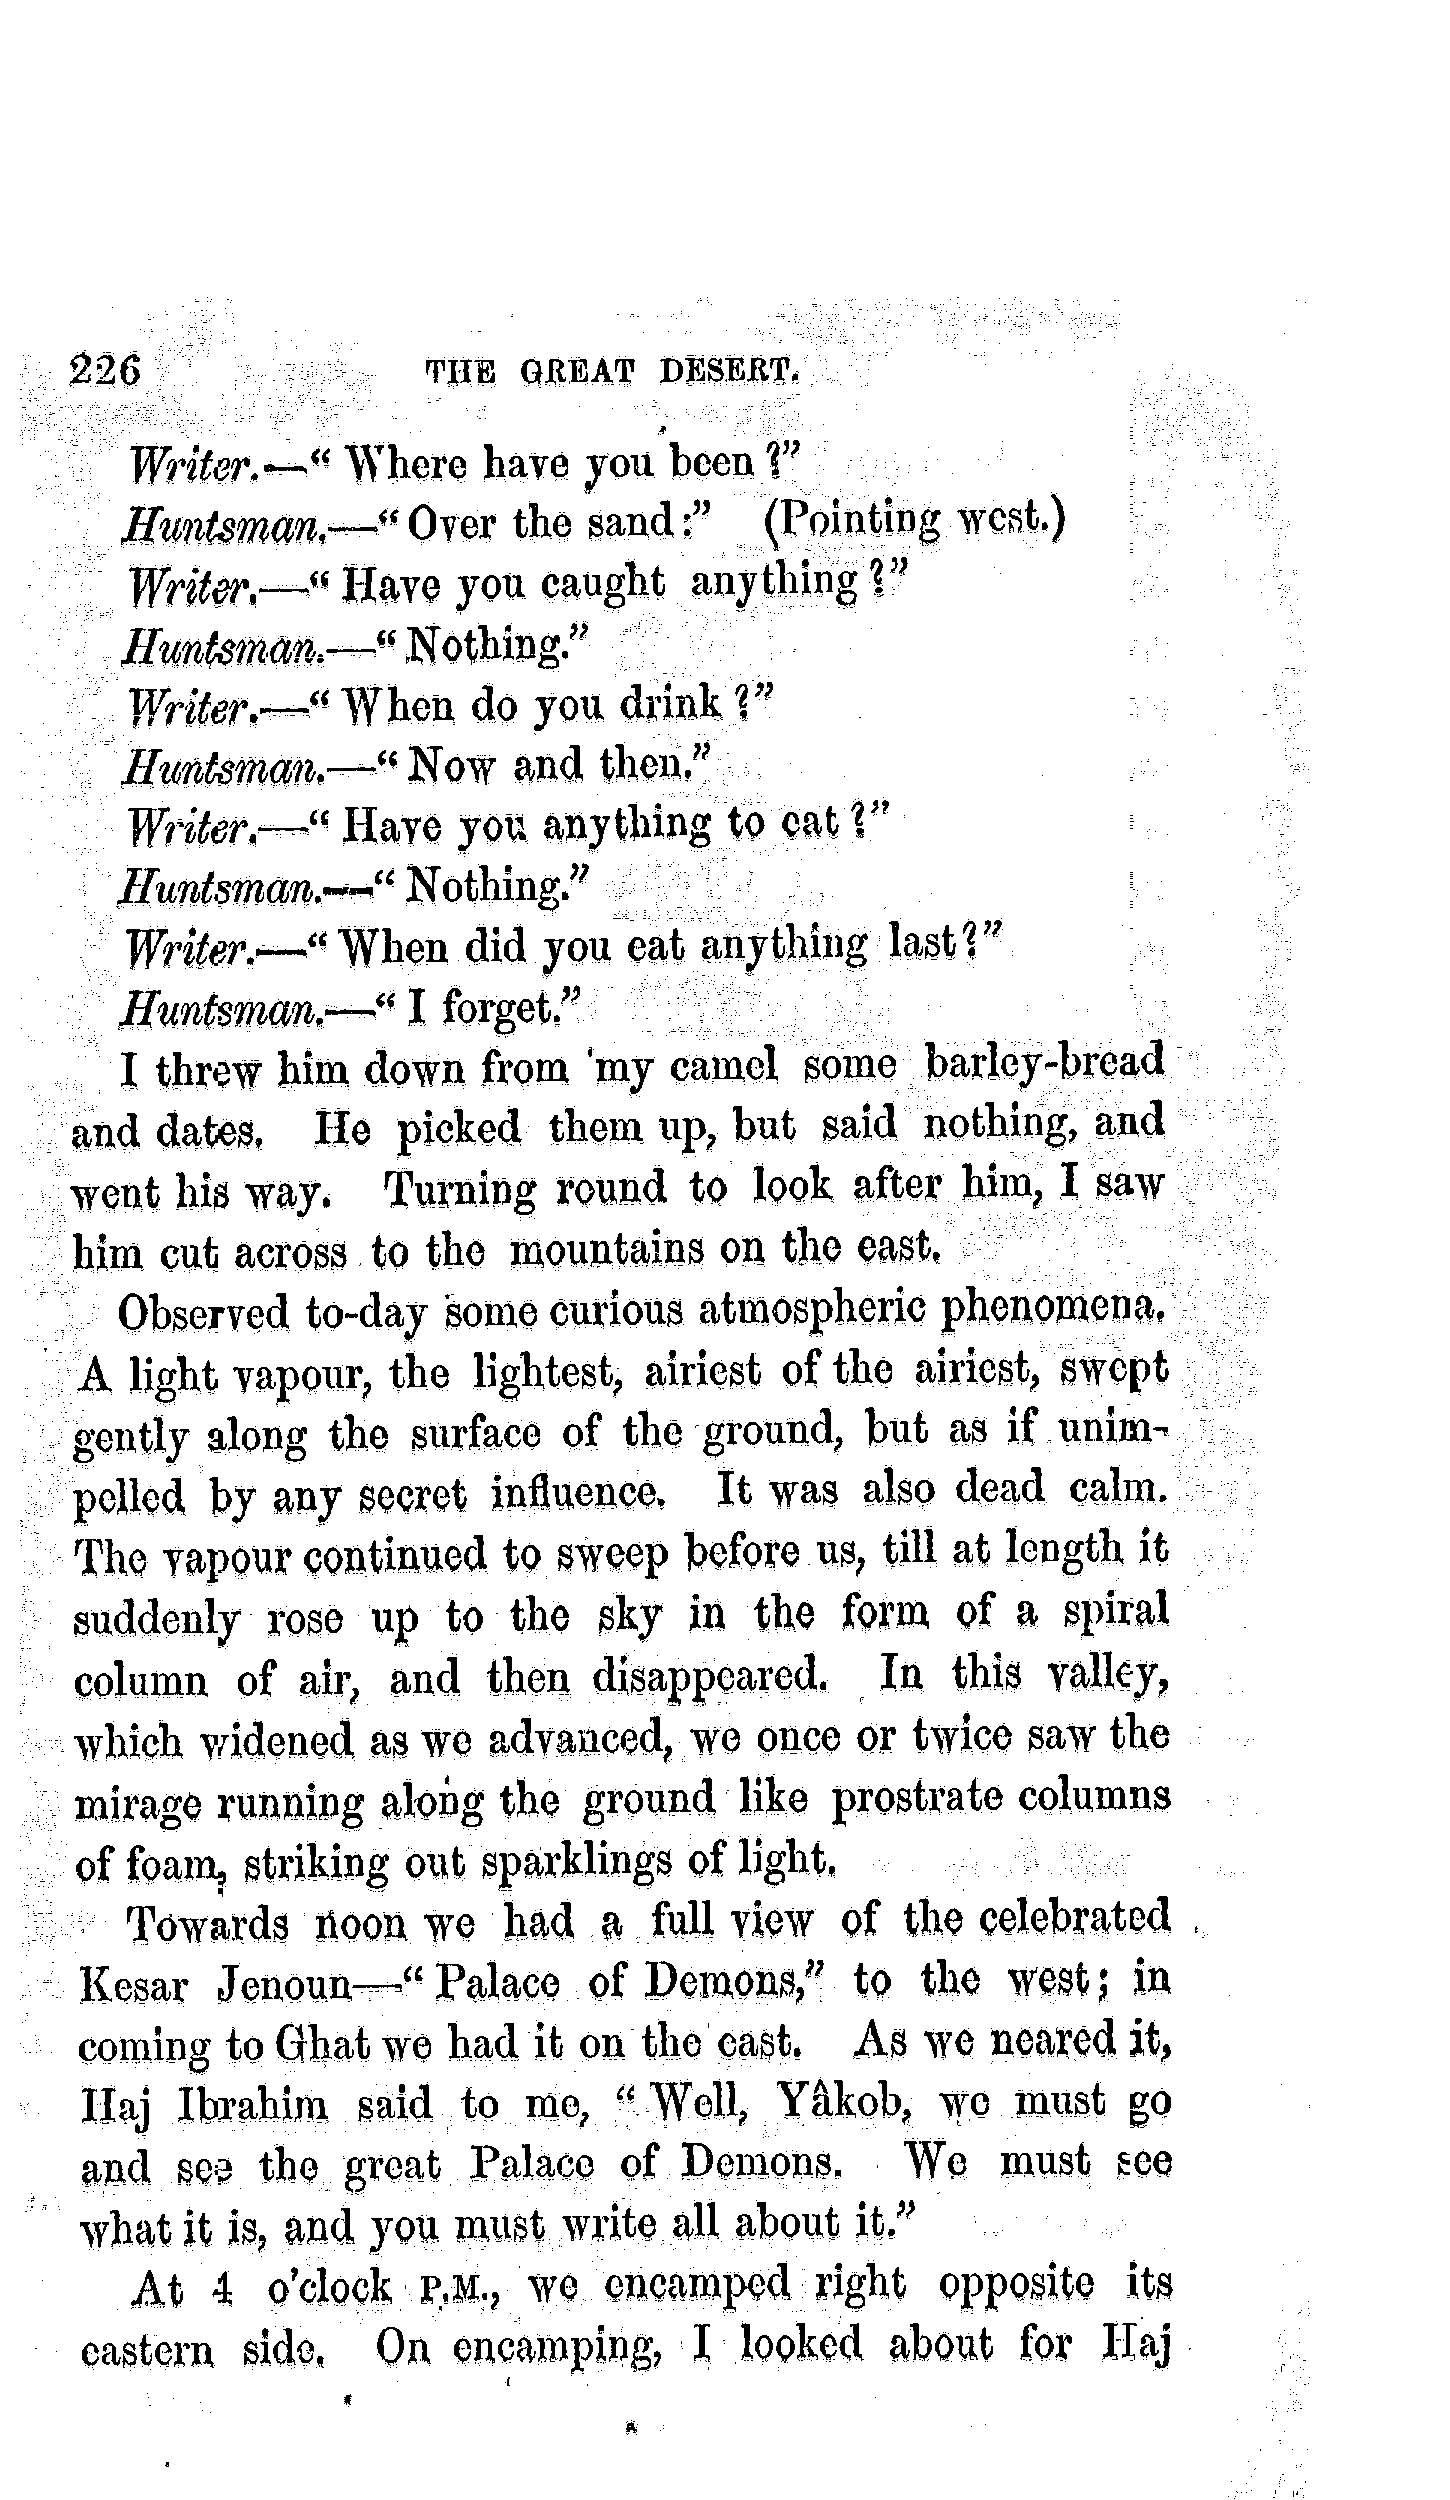 226 THE GREAT DESERT.
Writer.—“Where have you been?”
Huntsman.—“Over the sand:” (Pointing west.)
Writer.—“Have you caught anything?”
Huntsman.—“Nothing.”
Writer.—“When do you drink?”
Huntsman.—“Now and then.”
Writer.—“Have you anything to eat?”
Huntsman.—“Nothing.”
Writer.—“When did you eat anything last?”
Huntsman.—“I forget.”
I threw him down from my camel some barley-bread
and dates. He picked them up, but said nothing, and
went his way. Turning round to look after him, I saw
him cut across to the mountains on the east.
Observed to-day some curious atmospheric phenomena.
A light vapour, the lightest, airiest of the airiest, swept
gently along the surface of the ground, but as if unim-
pelled by any secret influence. It was also dead calm.
The vapour continued to sweep before us, till at length it
suddenly rose up to the sky in the form of a spiral
column of air, and then disappeared. In this valley,
which widened as we advanced, we once or twice saw the
mirage running along the ground like prostrate columns
of foam, striking out sparklings of light.
Towards noon we had a full view of the celebrated
Kesar Jenoun—“Palace of Demons,” to the west; in
coming to Ghat we had it on the east. As we neared it,
Haj Ibrahim said to me, “Well, Yâkob, we must go
and see the great Palace of Demons. We must see
what it is, and you must write all about it.”
At 4 o’clock P.M., we encamped right opposite its
eastern side. On encamping, I looked about for Haj